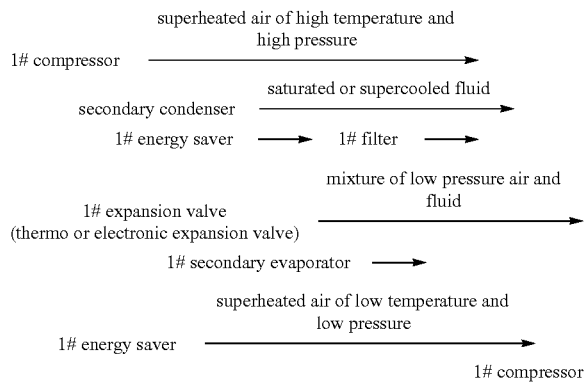 superheated air of high temperature and
high pressure
1# compressor
saturated or supercooled fluid
secondary condenser
1# energy saver 1# filter
mixture of low pressure air and
fluid
1# expansion valve
(thermo or electronic expansion valve)
1# secondary evaporator
superheated air of low temperature and
low pressure
1# energy saver
1# compressor